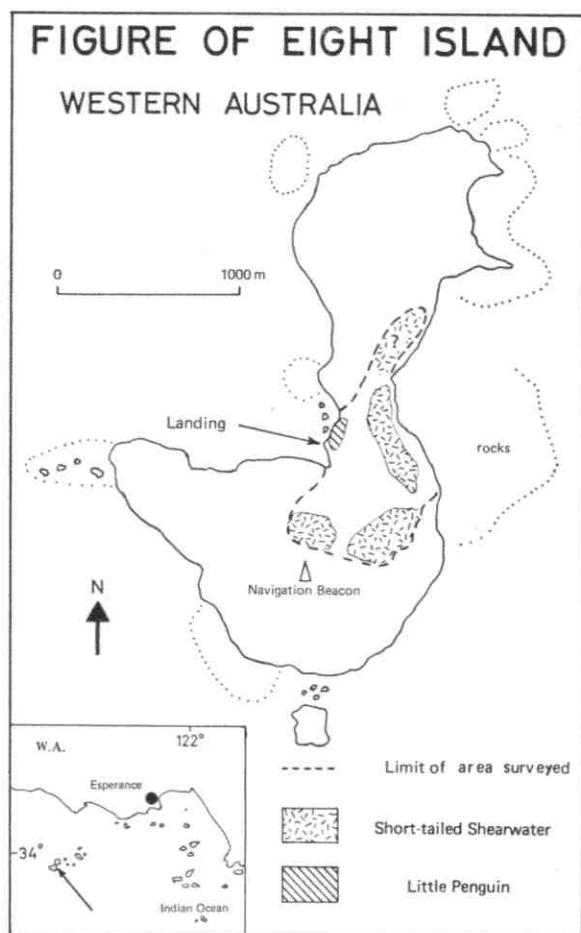 FIGURE OF EIGHT ISLAND
WESTERN AUSTRALIA
0 1000 m
?
Landing
rocks
Navigation Beacon
N
W.A.
122°
Esperance
34°
Indian Ocean
Limit of area surveyed
Short-tailed Shearwater
Little Penguin